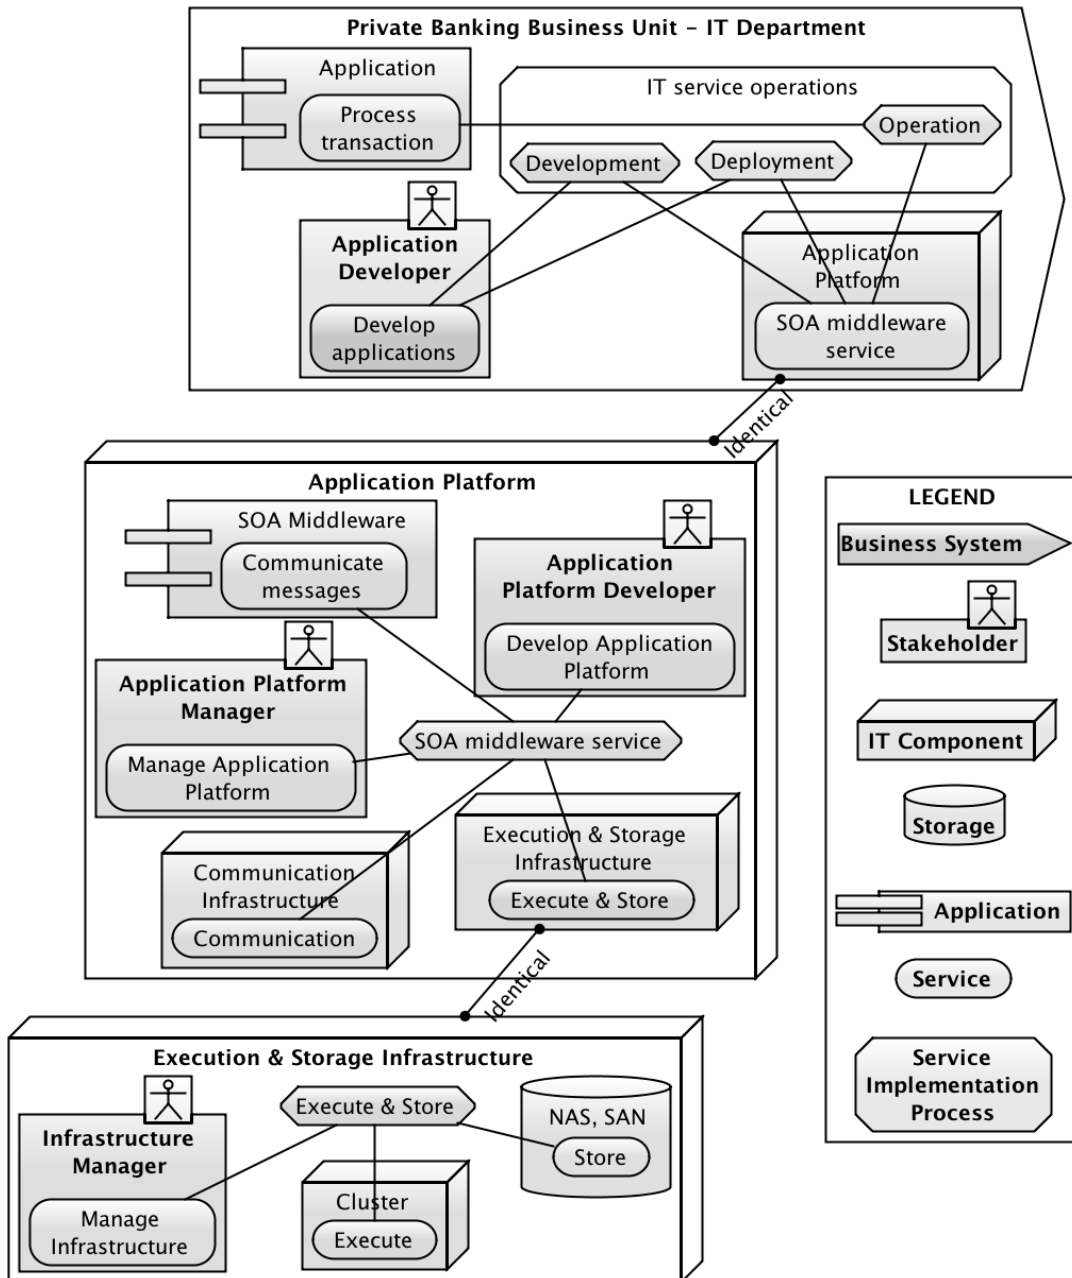 Private Banking Business Unit – IT Department
Application
Process
transaction
IT service operations
Operation
Development
Deployment
Application
Developer
Develop
applications
Application
Platform
SOA middleware
service
Identical
Application Platform
SOA Middleware
Communicate
messages
Application
Platform Developer
Develop Application
Platform
Application Platform
Manager
Manage Application
Platform
SOA middleware service
Communication
Infrastructure
Communication
Execution & Storage
Infrastructure
Execute & Store
Identical
Execution & Storage Infrastructure
Infrastructure
Manager
Manage
Infrastructure
Execute & Store
Cluster
Execute
NAS, SAN
Store
LEGEND
Business System
Stakeholder
IT Component
Storage
Application
Service
Service
Implementation
Process